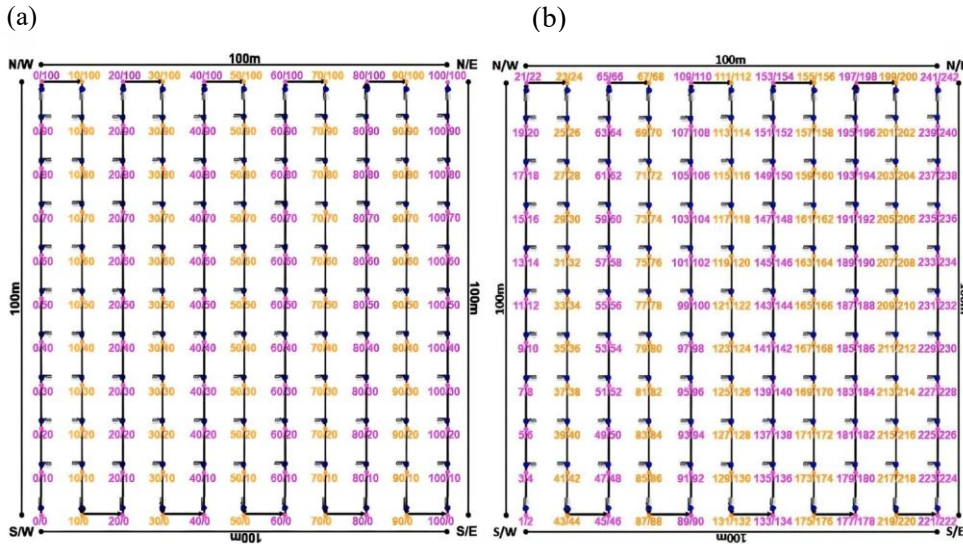 (a)
N/W 100m N/E
0/100 10/100 20/100 30/100 40/100 50/100 60/100 70/100 80/100 90/100 100/100
0/90 10/90 20/90 30/90 40/90 50/90 60/90 70/90 80/90 90/90 100/90
0/80 10/80 20/80 30/80 40/80 50/80 60/80 70/80 80/80 90/80 100/80
0/70 10/70 20/70 30/70 40/70 50/70 60/70 70/70 80/70 90/70 100/70
0/60 10/60 20/60 30/60 40/60 50/60 60/60 70/60 80/60 90/60 100/60
100m
0/50 10/50 20/50 30/50 40/50 50/50 60/50 70/50 80/50 90/50 100/50
100m
0/40 10/40 20/40 30/40 40/40 50/40 60/40 70/40 80/40 90/40 100/40
0/30 10/30 20/30 30/30 40/30 50/30 60/30 70/30 80/30 90/30 100/30
0/20 10/20 20/20 30/20 40/20 50/20 60/20 70/20 80/20 90/20 100/20
0/10 10/10 20/10 30/10 40/10 50/10 60/10 70/10 80/10 90/10 100/10
0/0 10/0 20/0 30/0 40/0 50/0 60/0 70/0 80/0 90/0 100/0
S/W 100m S/E
(b)
N/W 100m N/E
21/22 23/24 65/66 67/68 109/110 111/112 153/154 155/156 197/198 199/200 241/242
19/20 25/26 63/64 69/70 107/108 113/114 151/152 157/158 195/196 201/202 239/240
17/18 27/28 61/62 71/72 105/106 115/116 149/150 159/160 193/194 203/204 237/238
15/16 29/30 59/60 73/74 103/104 117/118 147/148 161/162 191/192 205/206 235/236
13/14 31/32 57/58 75/76 101/102 119/120 145/146 163/164 189/190 207/208 233/234
100m
11/12 33/34 55/56 77/78 99/100 121/122 143/144 165/166 187/188 209/210 231/232
100m
9/10 35/36 53/54 79/80 97/98 123/124 141/142 167/168 185/186 211/212 229/230
7/8 37/38 51/52 81/82 95/96 125/126 139/140 169/170 183/184 213/214 227/228
5/6 39/40 49/50 83/84 93/94 127/128 137/138 171/172 181/182 215/216 225/226
3/4 41/42 47/48 85/86 91/92 129/130 135/136 173/174 179/180 217/218 223/224
1/2 43/44 45/46 87/88 89/90 131/132 133/134 175/176 177/178 219/220 221/222
S/W 100m S/E